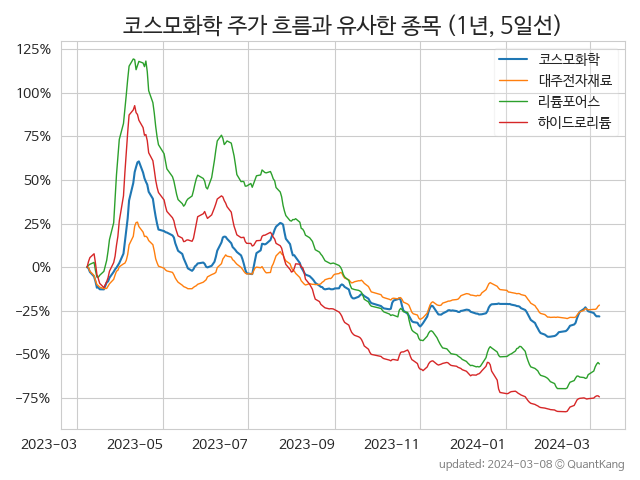 코스모화학 주가 흐름과 유사한 종목 (1년, 5일선)
125%
100%
75%
50%
25%
0%
−25%
−50%
−75%
코스모화학
대주전자재료
리튬포어스
하이드로리튬
2023-03 2023-05 2023-07 2023-09 2023-11 2024-01 2024-03
updated: 2024-03-08 © QuantKang